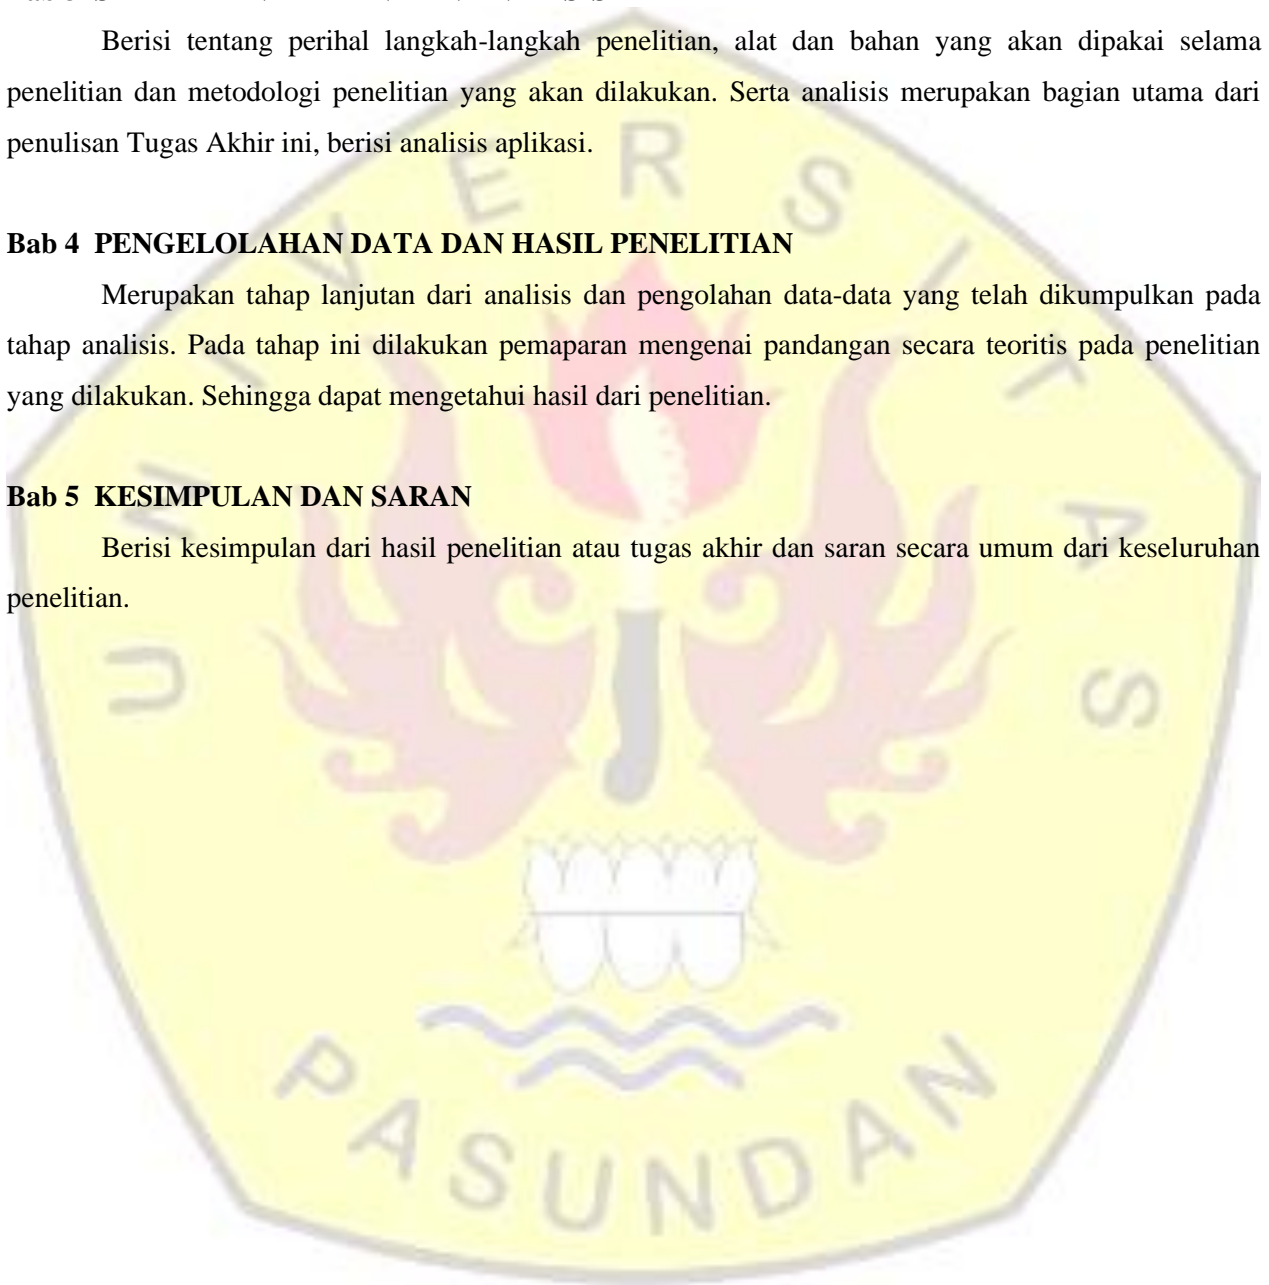 Berisi tentang perihal langkah-langkah penelitian, alat dan bahan yang akan dipakai selama
penelitian dan metodologi penelitian yang akan dilakukan. Serta analisis merupakan bagian utama dari
penulisan Tugas Akhir ini, berisi analisis aplikasi.
Bab 4 PENGELOLAHAN DATA DAN HASIL PENELITIAN
Merupakan tahap lanjutan dari analisis dan pengolahan data-data yang telah dikumpulkan pada
tahap analisis. Pada tahap ini dilakukan pemaparan mengenai pandangan secara teoritis pada penelitian
yang dilakukan. Sehingga dapat mengetahui hasil dari penelitian.
Bab 5 KESIMPULAN DAN SARAN
Berisi kesimpulan dari hasil penelitian atau tugas akhir dan saran secara umum dari keseluruhan
penelitian.
UNIVERSITAS
PASUNDAN